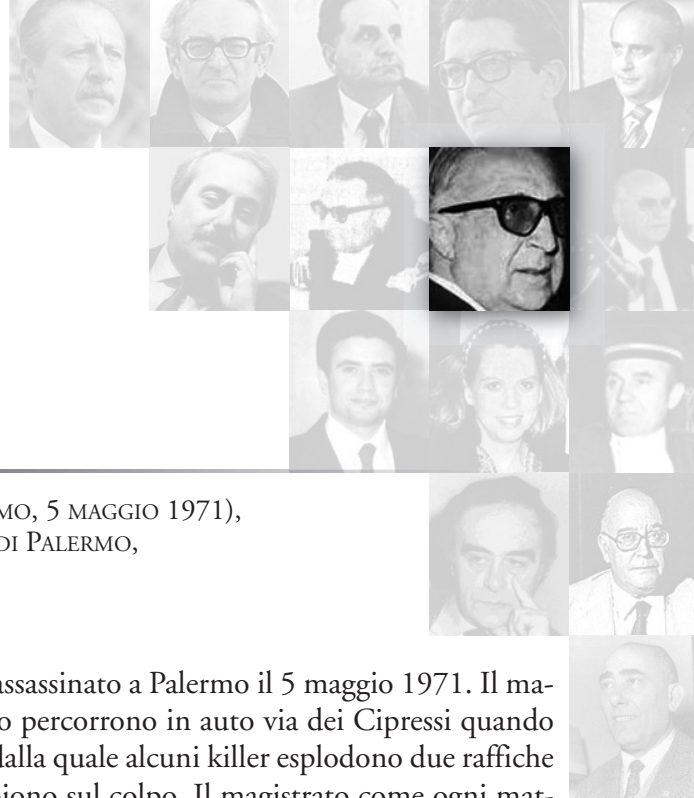 MO, 5 MAGGIO 1971),
DI PALERMO,
assassinato a Palermo il 5 maggio 1971. Il ma-
o percorrono in auto via dei Cipressi quando
dalla quale alcuni killer esplodono due raffiche
iono sul colpo. Il magistrato come ogni mat-